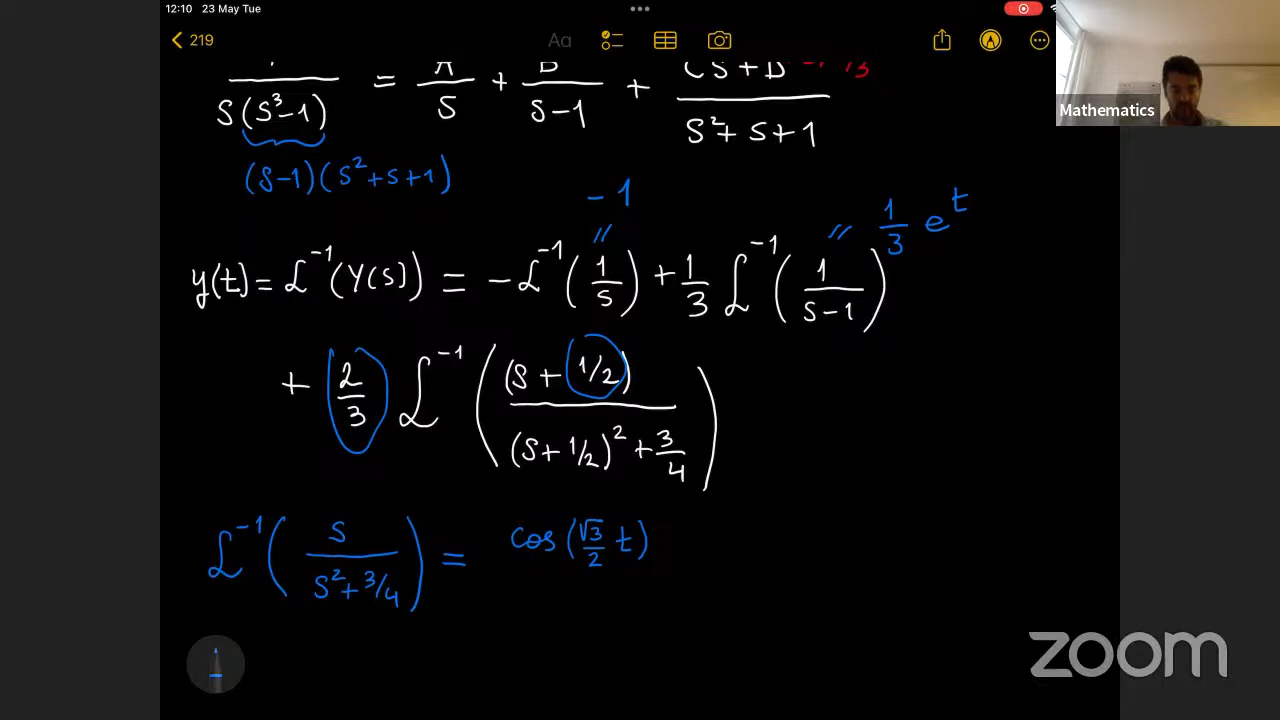 12:10 23 May Tue
219
Aa
Mathematics
S(S³-1) = A/S + B/(S-1) + (CS+D)/(S²+S+1)
(S-1)(S²+S+1)
-1
1/3 e^t
y(t) = ℒ⁻¹(Y(s)) = -ℒ⁻¹(1/s) + 1/3 ℒ⁻¹(1/(s-1))
+ 2/3 ℒ⁻¹((s + 1/2)/((s+1/2)² + 3/4))
ℒ⁻¹(s/(s² + 3/4)) = cos(√3/2 t)
zoom